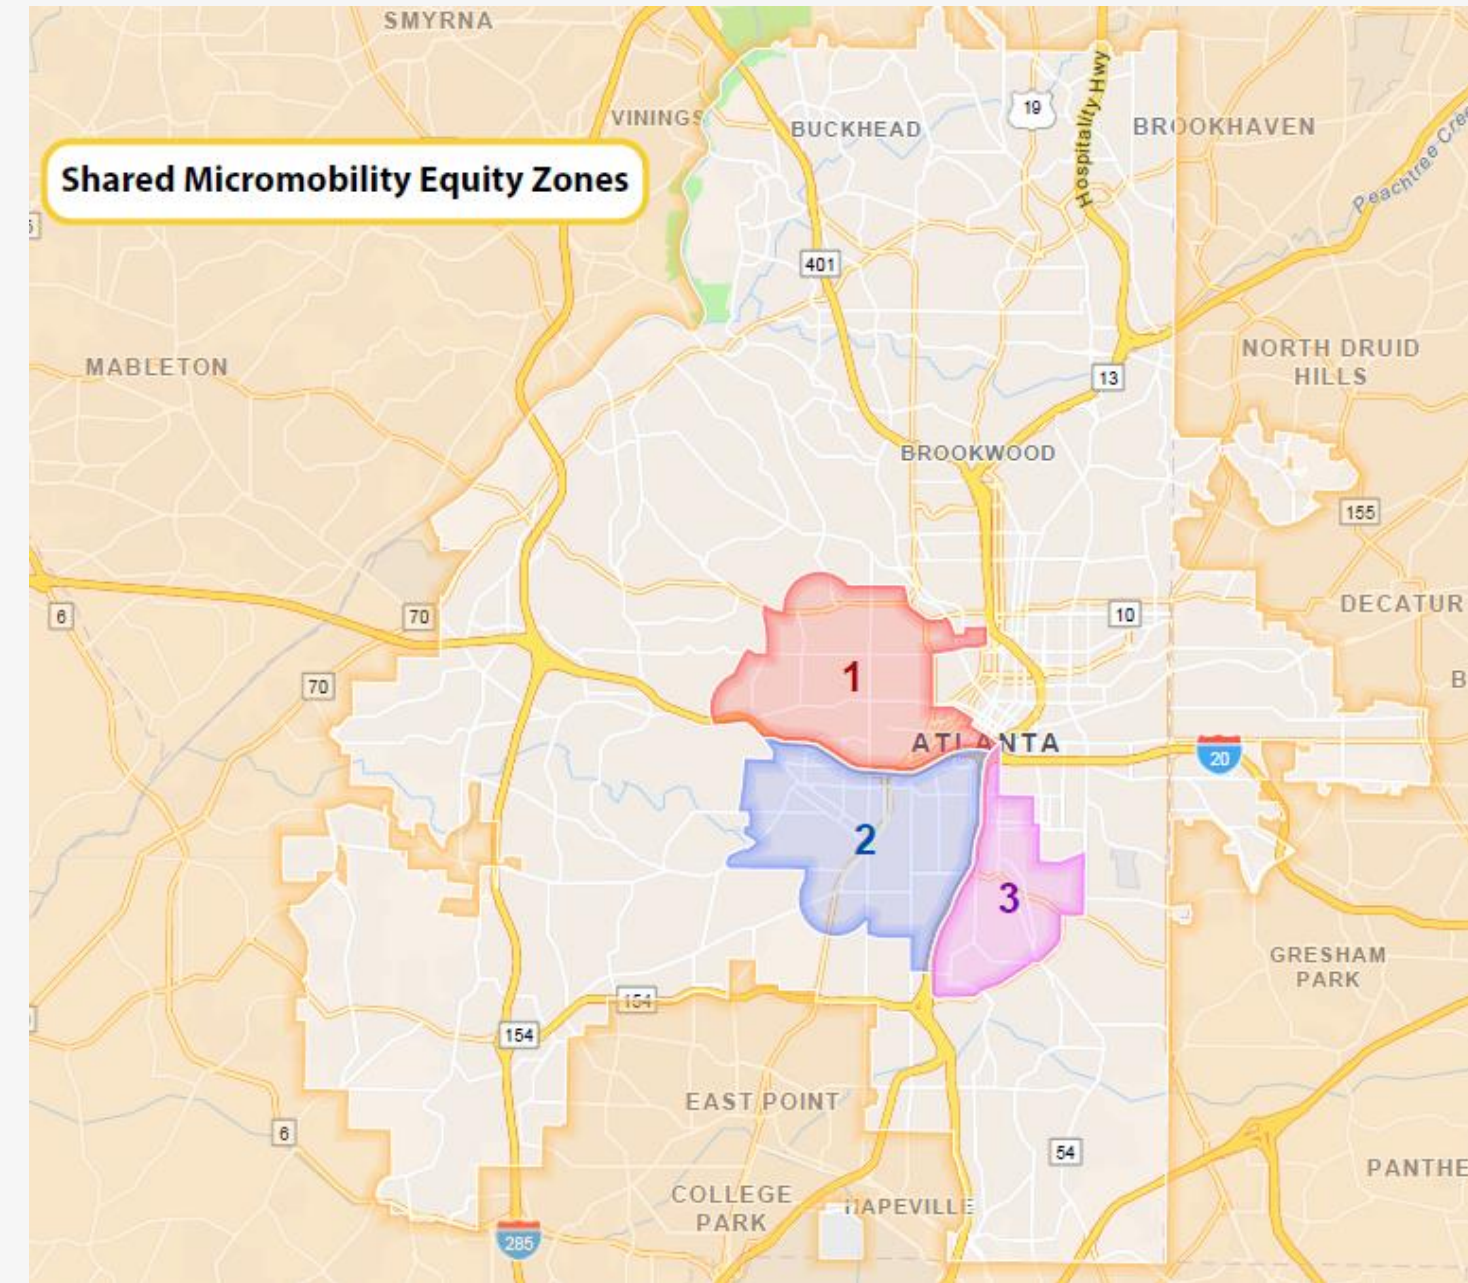 SMYRNA
VININGS
BUCKHEAD
19
Hospitality Hwy
BROOKHAVEN
Shared Micromobility Equity Zones
401
MABLETON
13
NORTH DRUID
HILLS
BROOKWOOD
155
6
70
10
DECATUR
70
1
ATLANTA
20
2
3
GRESHAM
PARK
154
154
EAST POINT
6
54
PANTHE
COLLEGE
PARK
HAPEVILLE
285
B
Peachtree Cree